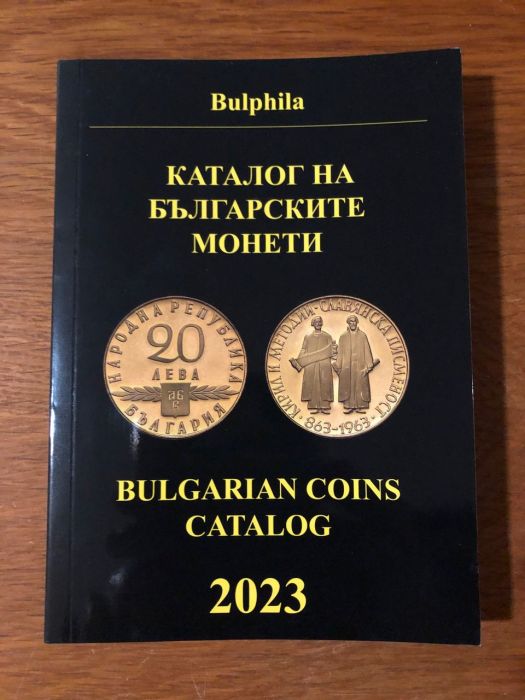 Bulphila
КАТАЛОГ НА
БЪЛГАРСКИТЕ
МОНЕТИ
НАРОДНА РЕПУБЛИКА
20
ЛЕВА
АБ
В
БЪЛГАРИЯ
КИРИЛ И МЕТОДИЙ · СЛАВЯНСКА ПИСМЕНОСТ
· 863-1963 ·
BULGARIAN COINS
CATALOG
2023